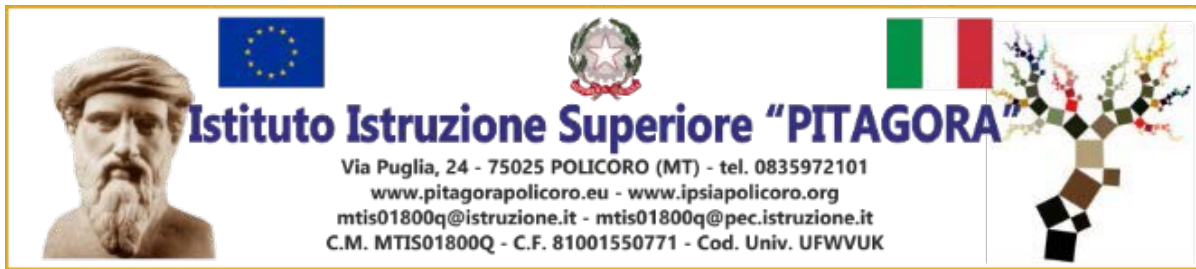 Istituto Istruzione Superiore “PITAGORA”
Via Puglia, 24 - 75025 POLICORO (MT) - tel. 0835972101
www.pitagorapolicoro.eu - www.ipsiapolicoro.org
mtis01800q@istruzione.it - mtis01800q@pec.istruzione.it
C.M. MTIS01800Q - C.F. 81001550771 - Cod. Univ. UFWVUK